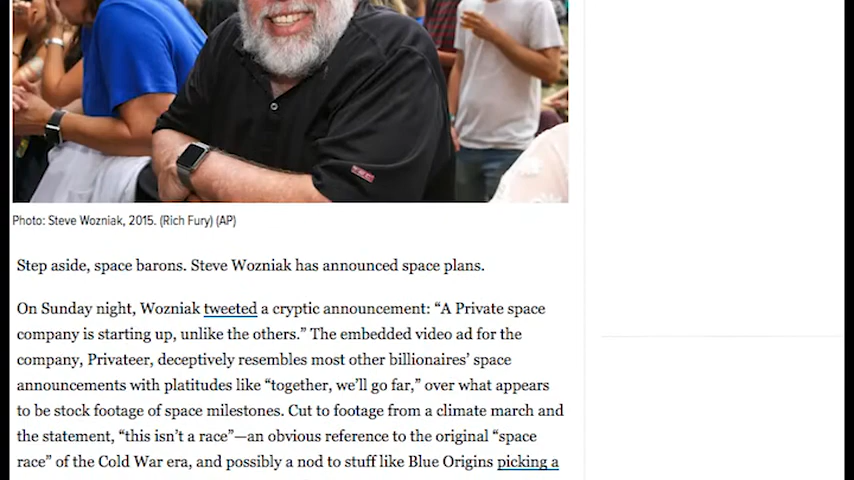 Photo: Steve Wozniak, 2015. (Rich Fury) (AP)
Step aside, space barons. Steve Wozniak has announced space plans.
On Sunday night, Wozniak tweeted a cryptic announcement: “A Private space
company is starting up, unlike the others.” The embedded video ad for the
company, Privateer, deceptively resembles most other billionaires’ space
announcements with platitudes like “together, we’ll go far,” over what appears
to be stock footage of space milestones. Cut to footage from a climate march and
the statement, “this isn’t a race”—an obvious reference to the original “space
race” of the Cold War era, and possibly a nod to stuff like Blue Origins picking a